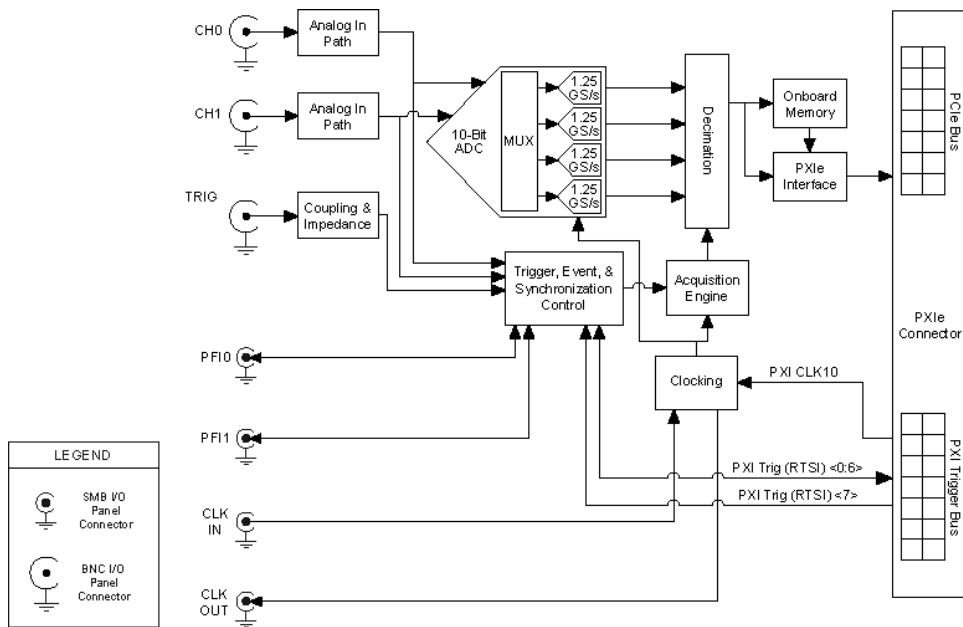 CH0
Analog In
Path
CH1
Analog In
Path
TRIG
Coupling &
Impedance
10-Bit
ADC
MUX
1.25
GS/s
1.25
GS/s
1.25
GS/s
1.25
GS/s
Decimation
Onboard
Memory
PXIe
Interface
PCIe Bus
Trigger, Event, &
Synchronization
Control
Acquisition
Engine
PXIe
Connector
PFI0
Clocking
PXI CLK10
PFI1
PXI Trig (RTSI) <0:6>
PXI Trig (RTSI) <7>
PXI Trigger Bus
CLK
IN
CLK
OUT
LEGEND
SMB I/O
Panel
Connector
BNC I/O
Panel
Connector